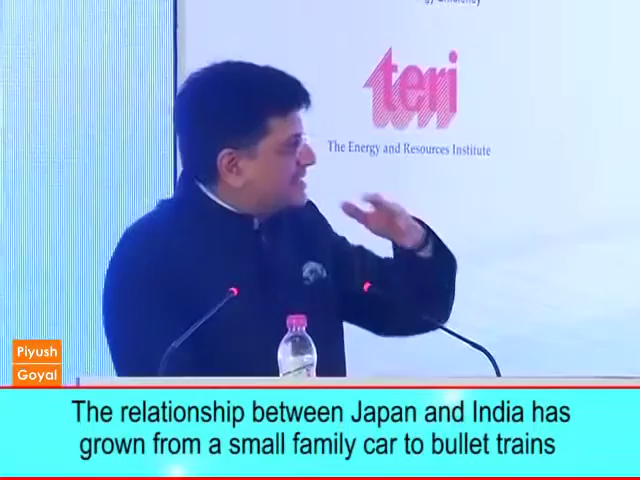 teri
The Energy and Resources Institute
Piyush
Goyal
The relationship between Japan and India has
grown from a small family car to bullet trains